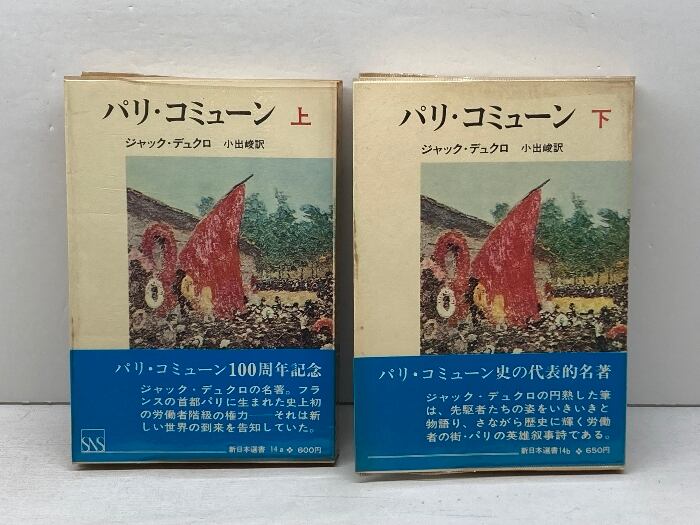 パリ・コミューン 上
ジャック・デュクロ 小出峻訳
パリ・コミューン100周年記念
ジャック・デュクロの名著。フラ
ンスの首都パリに生まれた史上初
の労働者階級の権力――それは新
しい世界の到来を告知していた。
SNS
新日本選書 14a ❖ 600円
パリ・コミューン 下
ジャック・デュクロ 小出峻訳
パリ・コミューン史の代表的名著
ジャック・デュクロの円熟した筆
は、先駆者たちの姿をいきいきと
物語り、さながら歴史に輝く労働
者の街・パリの英雄叙事詩である。
新日本選書14b ❖ 650円